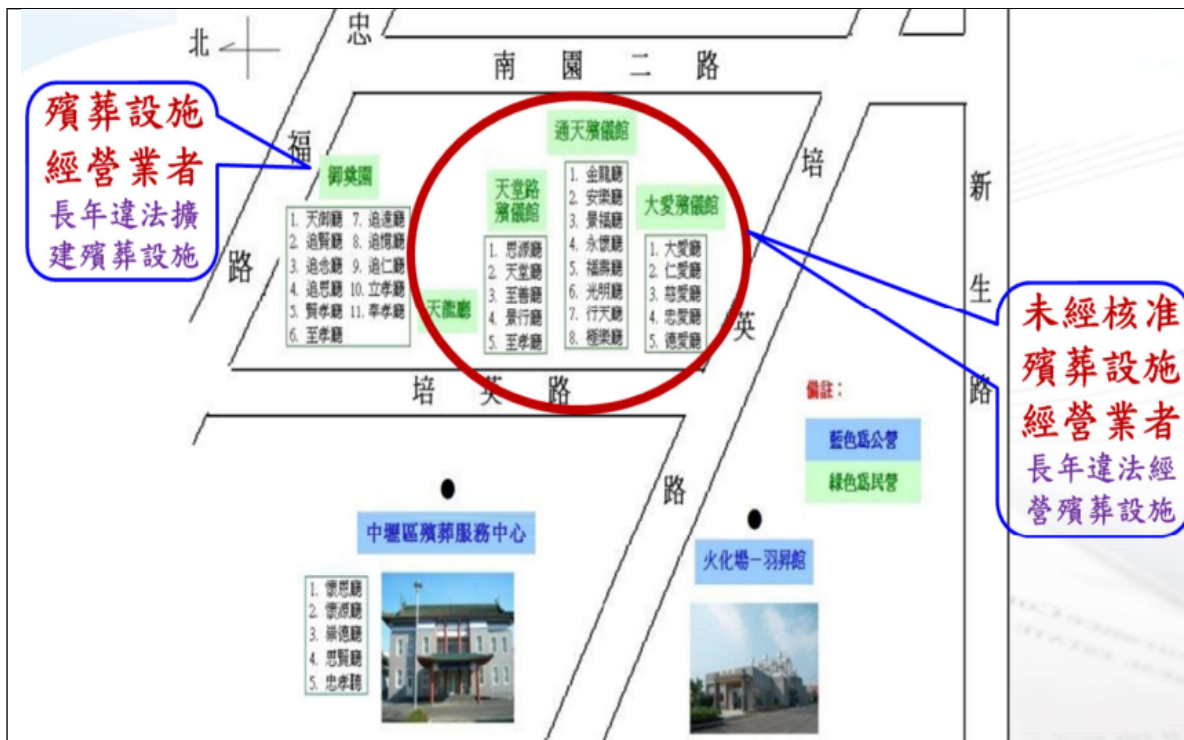 北
忠
福
路
南園二路
培
英
路
新
生
路
殯葬設施
經營業者
長年違法擴
建殯葬設施
御奠園
1. 天御廳 7. 追遠廳
2. 追賢廳 8. 追憶廳
3. 追念廳 9. 追仁廳
4. 追思廳 10. 立孝廳
5. 賢孝廳 11. 奉孝廳
6. 至孝廳
天龍廳
天堂路
殯儀館
1. 思源廳
2. 天堂廳
3. 至善廳
4. 景行廳
5. 至孝廳
通天殯儀館
1. 金龍廳
2. 安樂廳
3. 景福廳
4. 永懷廳
5. 福壽廳
6. 光明廳
7. 行天廳
8. 極樂廳
大愛殯儀館
1. 大愛廳
2. 仁愛廳
3. 慈愛廳
4. 忠愛廳
5. 德愛廳
未經核准
殯葬設施
經營業者
長年違法經
營殯葬設施
培英路
備註：
藍色為公營
綠色為民營
中壢區殯葬服務中心
1. 懷恩廳
2. 懷源廳
3. 崇德廳
4. 思賢廳
5. 忠孝聽
火化場－羽昇館